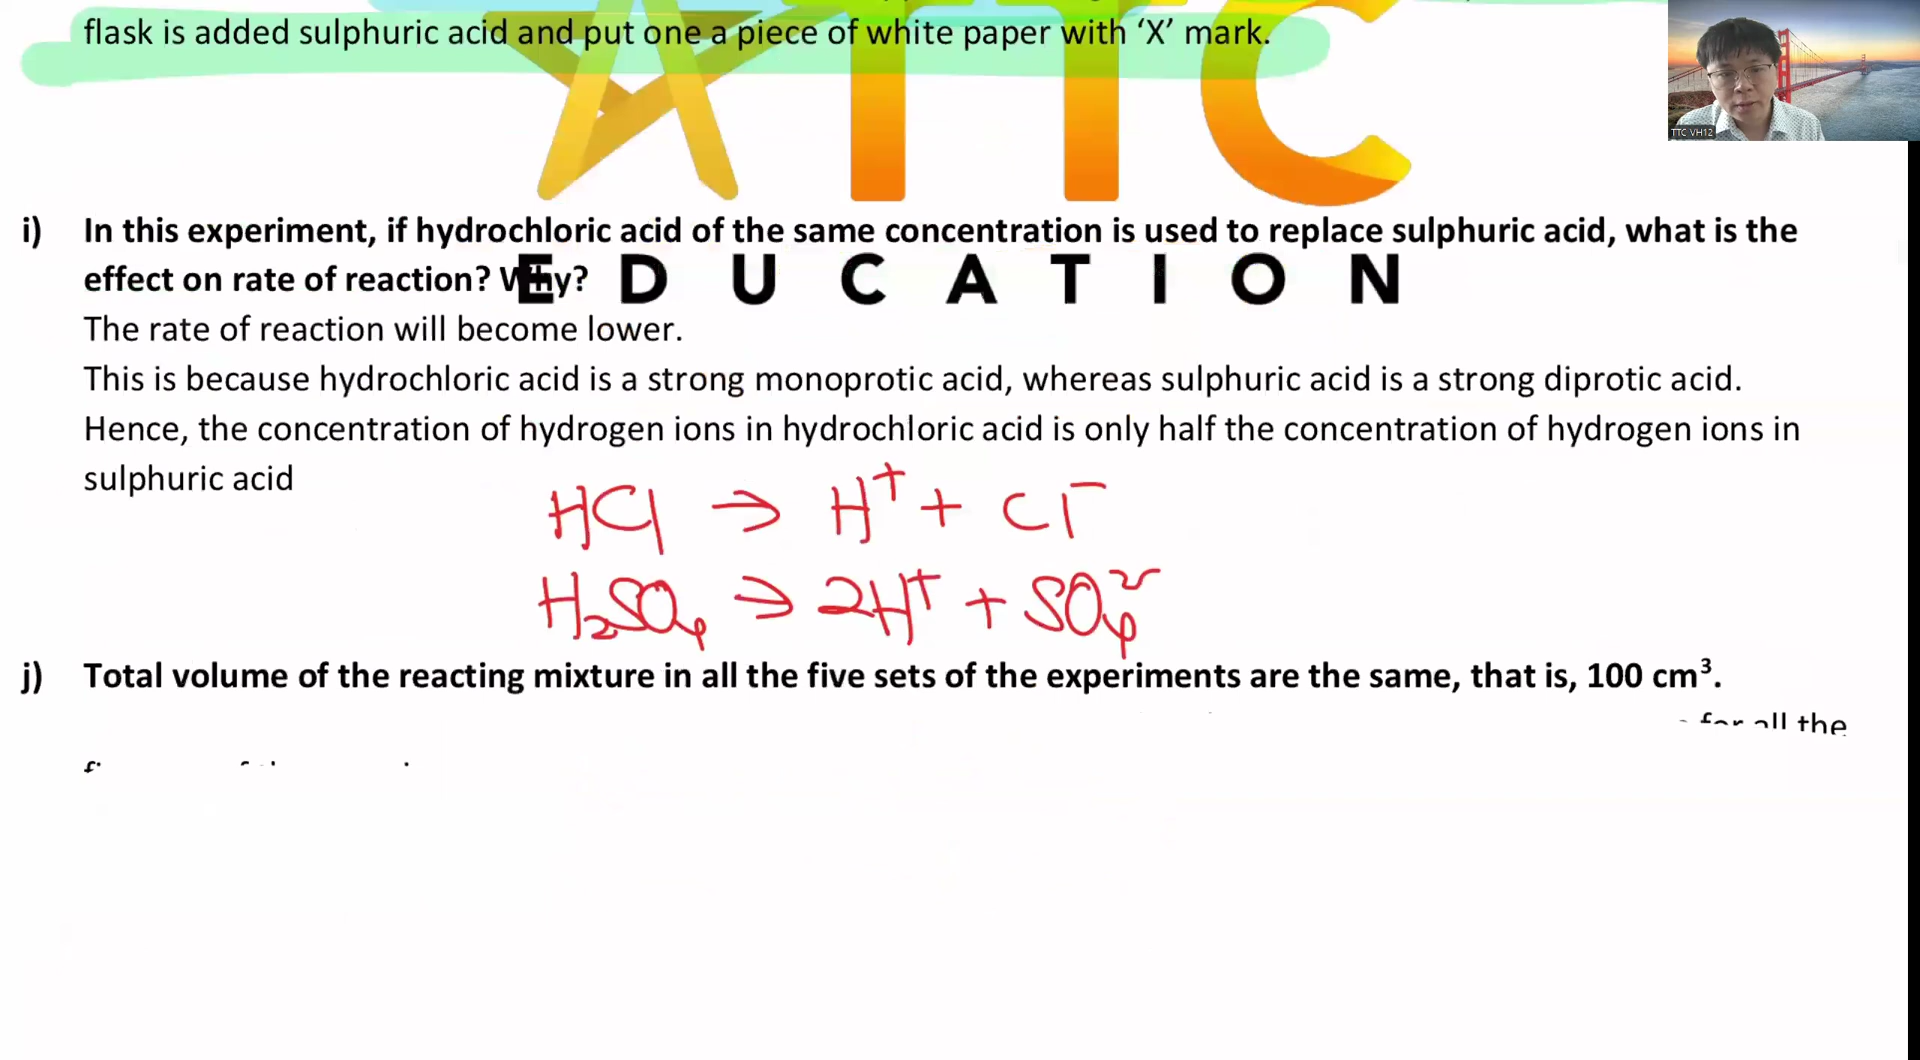 flask is added sulphuric acid and put one a piece of white paper with ‘X’ mark.
TTC VH12
TTC
EDUCATION
i) In this experiment, if hydrochloric acid of the same concentration is used to replace sulphuric acid, what is the
effect on rate of reaction? Why?
The rate of reaction will become lower.
This is because hydrochloric acid is a strong monoprotic acid, whereas sulphuric acid is a strong diprotic acid.
Hence, the concentration of hydrogen ions in hydrochloric acid is only half the concentration of hydrogen ions in
sulphuric acid
HCl → H⁺ + Cl⁻
H₂SO₄ → 2H⁺ + SO₄²⁻
j) Total volume of the reacting mixture in all the five sets of the experiments are the same, that is, 100 cm³.
for all the